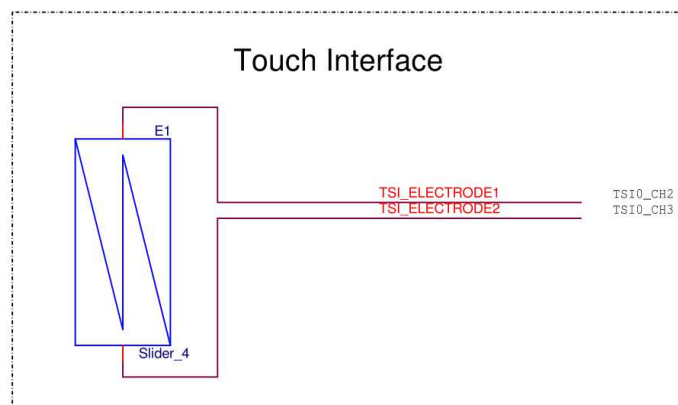 Touch Interface
E1
TSI_ELECTRODE1 TSI0_CH2
TSI_ELECTRODE2 TSI0_CH3
Slider_4